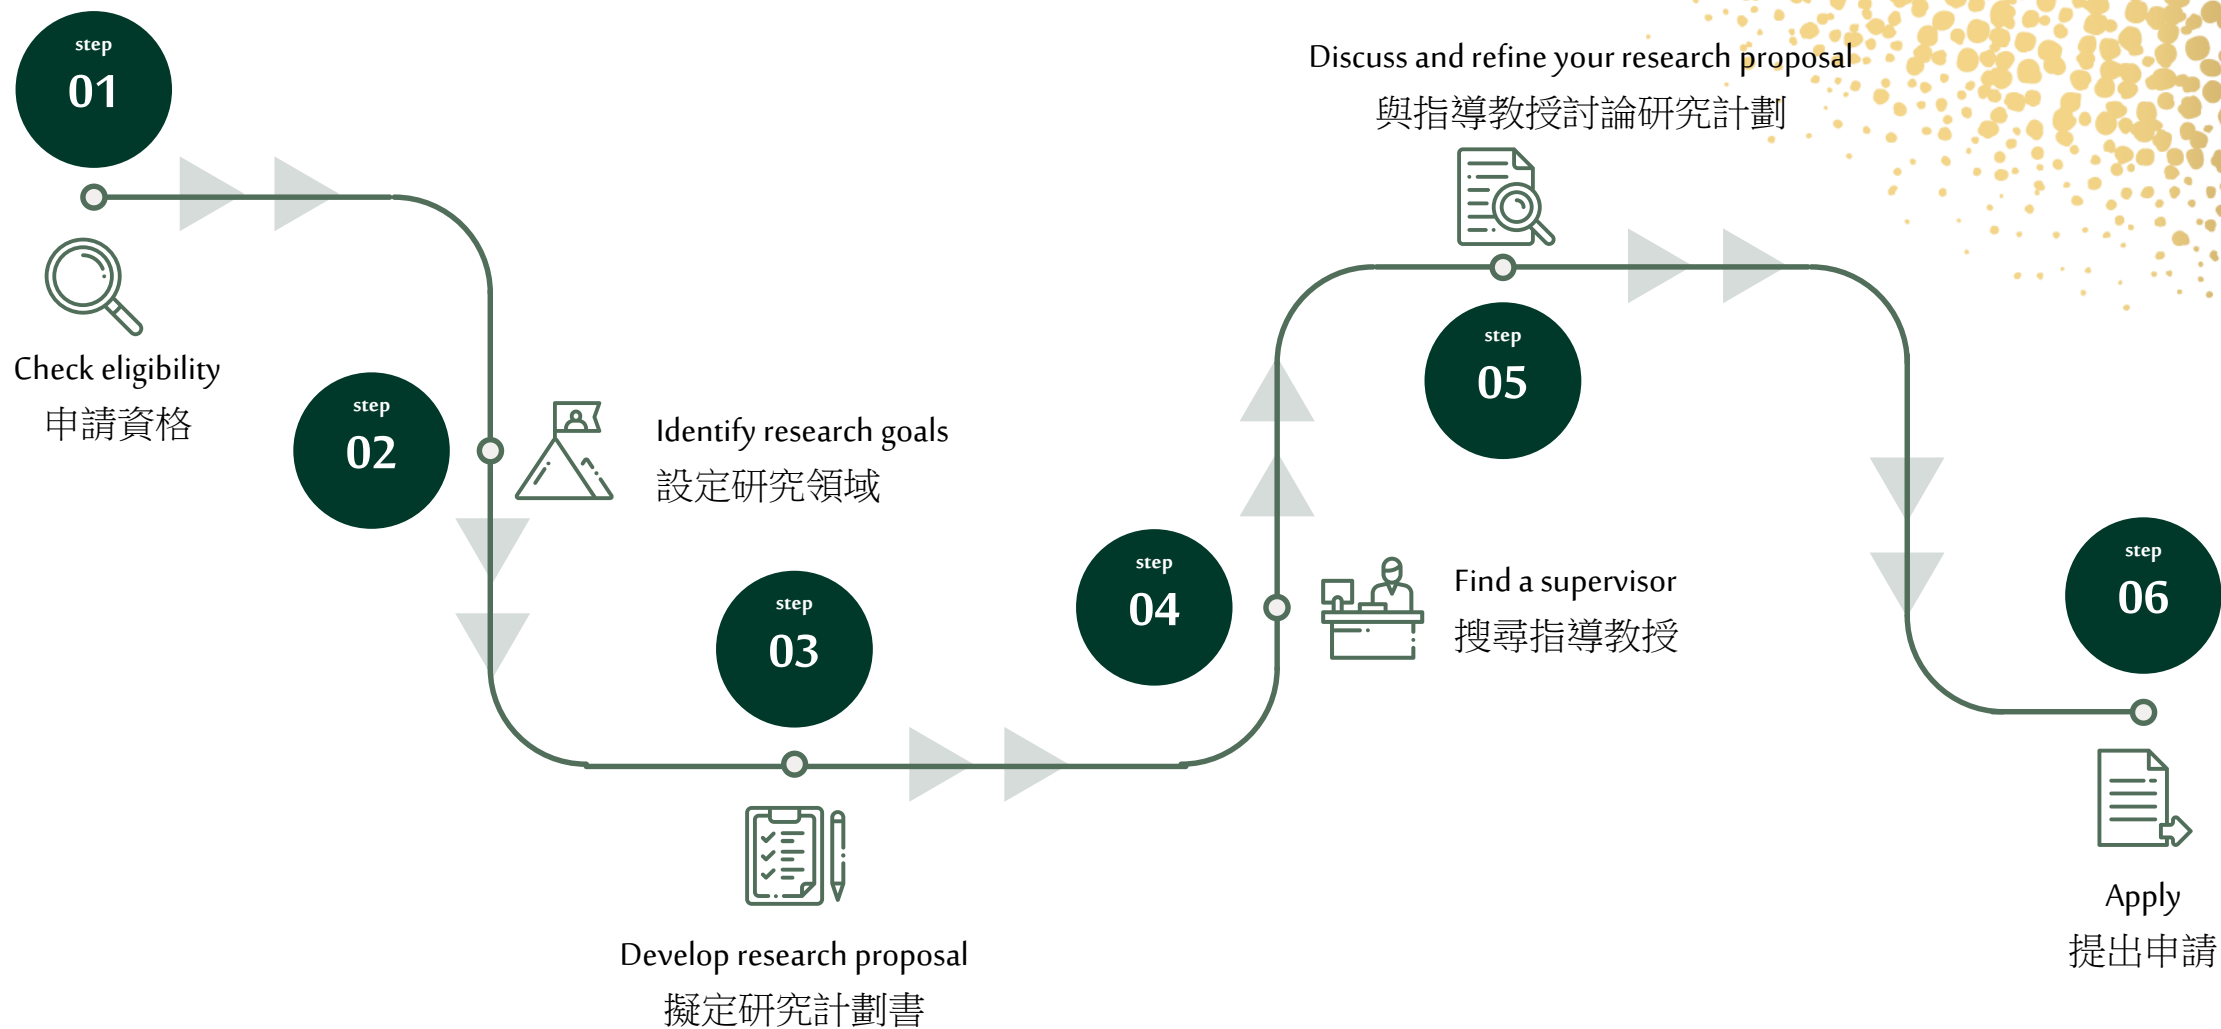 step
01
Check eligibility
申請資格
step
02
Identify research goals
設定研究領域
step
03
Develop research proposal
擬定研究計劃書
step
04
Find a supervisor
搜尋指導教授
Discuss and refine your research proposal
與指導教授討論研究計劃
step
05
step
06
Apply
提出申請